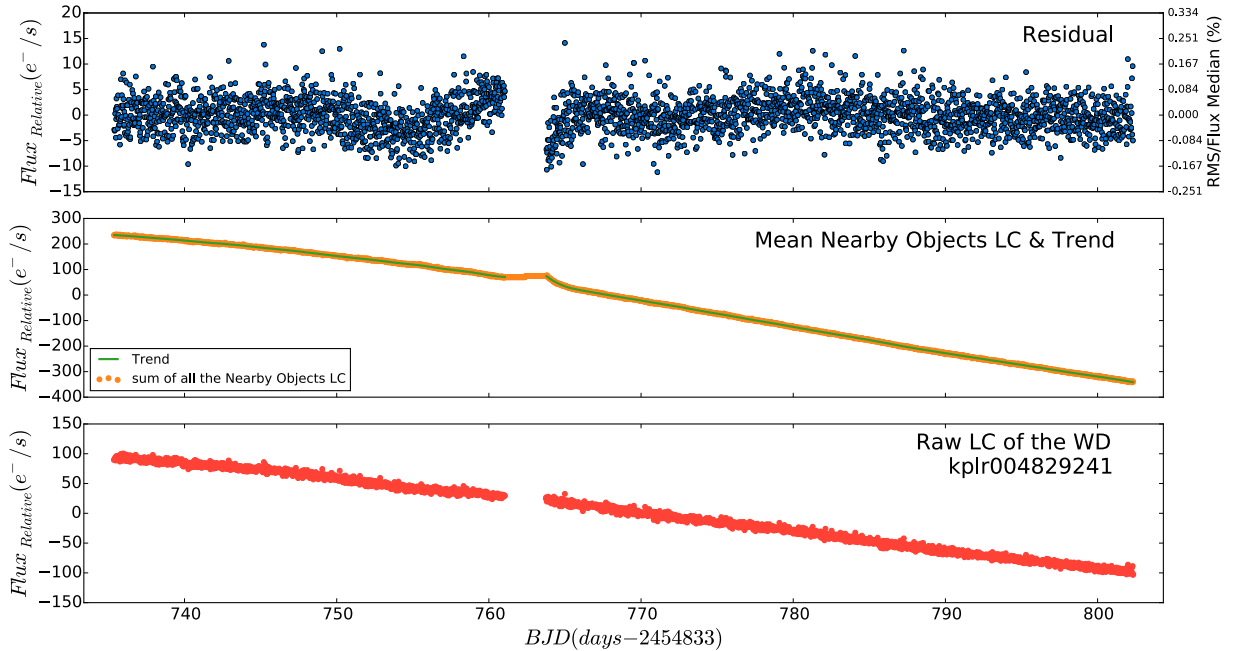 Residual
Flux Relative(e⁻/s)
20
15
10
5
0
−5
−10
−15
0.334
0.251
0.167
0.084
0.000
-0.084
-0.167
-0.251
RMS/Flux Median (%)
Mean Nearby Objects LC & Trend
Flux Relative(e⁻/s)
300
200
100
0
−100
−200
−300
−400
Trend
sum of all the Nearby Objects LC
Raw LC of the WD
kplr004829241
Flux Relative(e⁻/s)
150
100
50
0
−50
−100
−150
740 750 760 770 780 790 800
BJD(days−2454833)